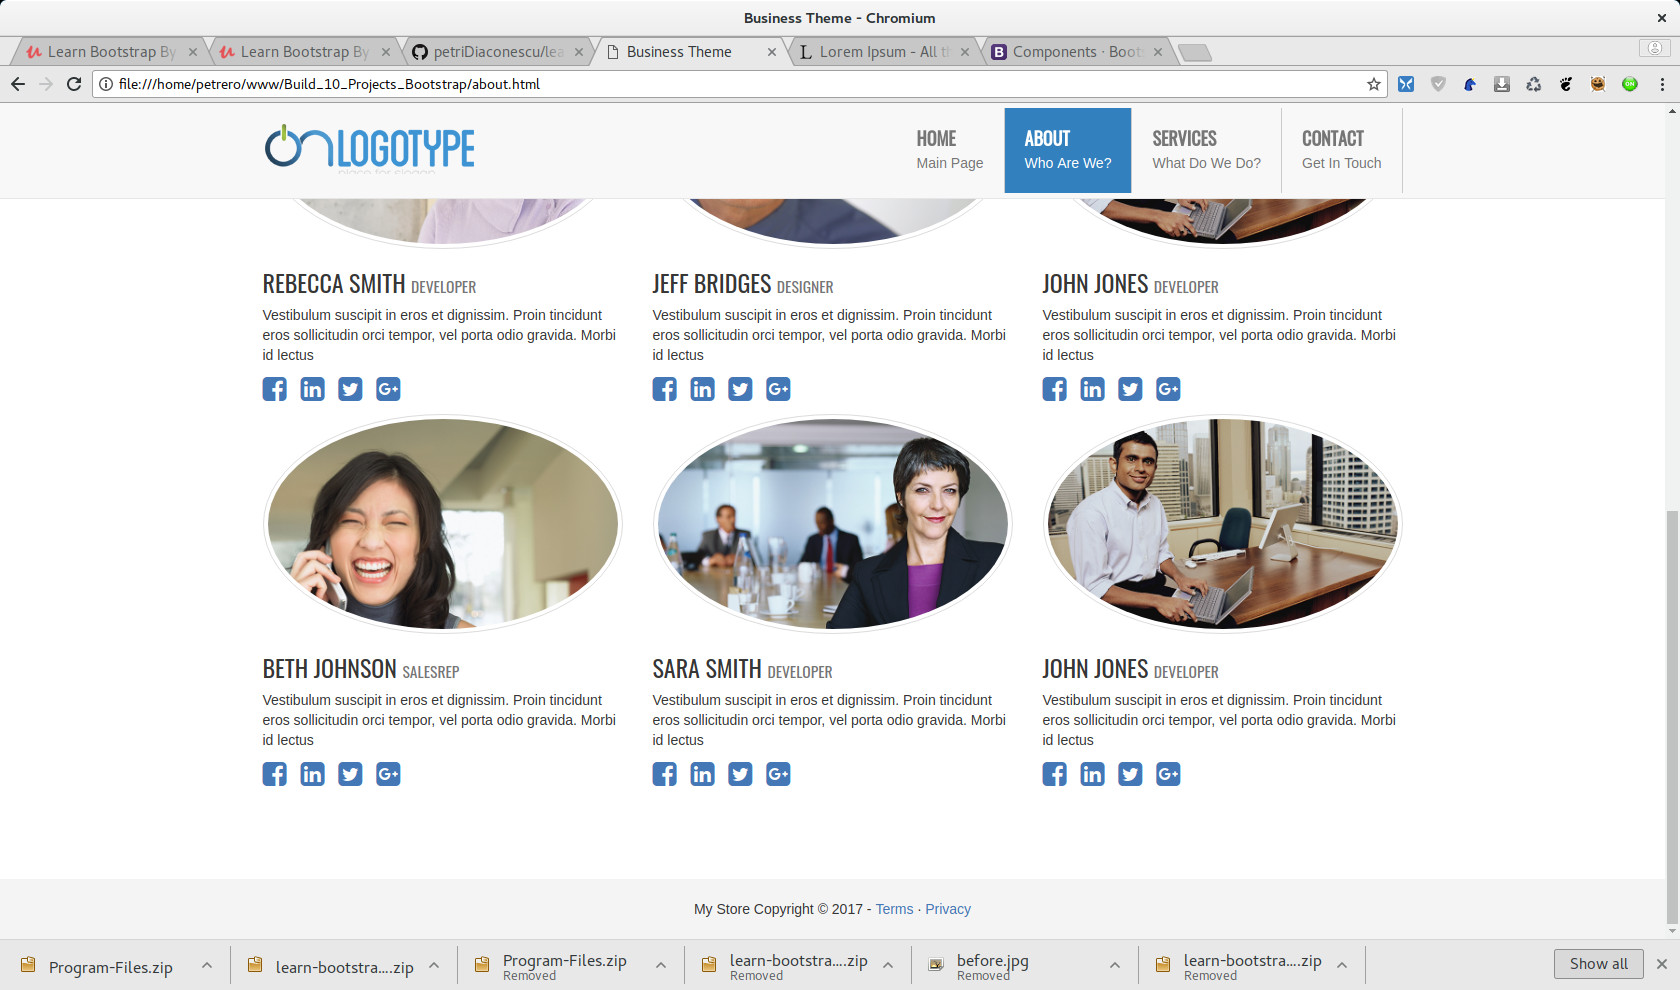 Business Theme - Chromium
Learn Bootstrap By
Learn Bootstrap By
petriDiaconescu/lea
Business Theme
Lorem Ipsum - All th
Components · Boots
file:///home/petrero/www/Build_10_Projects_Bootstrap/about.html
LOGOTYPE
place for slogan
HOME
Main Page
ABOUT
Who Are We?
SERVICES
What Do We Do?
CONTACT
Get In Touch
REBECCA SMITH DEVELOPER
Vestibulum suscipit in eros et dignissim. Proin tincidunt
eros sollicitudin orci tempor, vel porta odio gravida. Morbi
id lectus
JEFF BRIDGES DESIGNER
Vestibulum suscipit in eros et dignissim. Proin tincidunt
eros sollicitudin orci tempor, vel porta odio gravida. Morbi
id lectus
JOHN JONES DEVELOPER
Vestibulum suscipit in eros et dignissim. Proin tincidunt
eros sollicitudin orci tempor, vel porta odio gravida. Morbi
id lectus
BETH JOHNSON SALESREP
Vestibulum suscipit in eros et dignissim. Proin tincidunt
eros sollicitudin orci tempor, vel porta odio gravida. Morbi
id lectus
SARA SMITH DEVELOPER
Vestibulum suscipit in eros et dignissim. Proin tincidunt
eros sollicitudin orci tempor, vel porta odio gravida. Morbi
id lectus
JOHN JONES DEVELOPER
Vestibulum suscipit in eros et dignissim. Proin tincidunt
eros sollicitudin orci tempor, vel porta odio gravida. Morbi
id lectus
My Store Copyright © 2017 - Terms · Privacy
Program-Files.zip
learn-bootstra....zip
Program-Files.zip
Removed
learn-bootstra....zip
Removed
before.jpg
Removed
learn-bootstra....zip
Removed
Show all